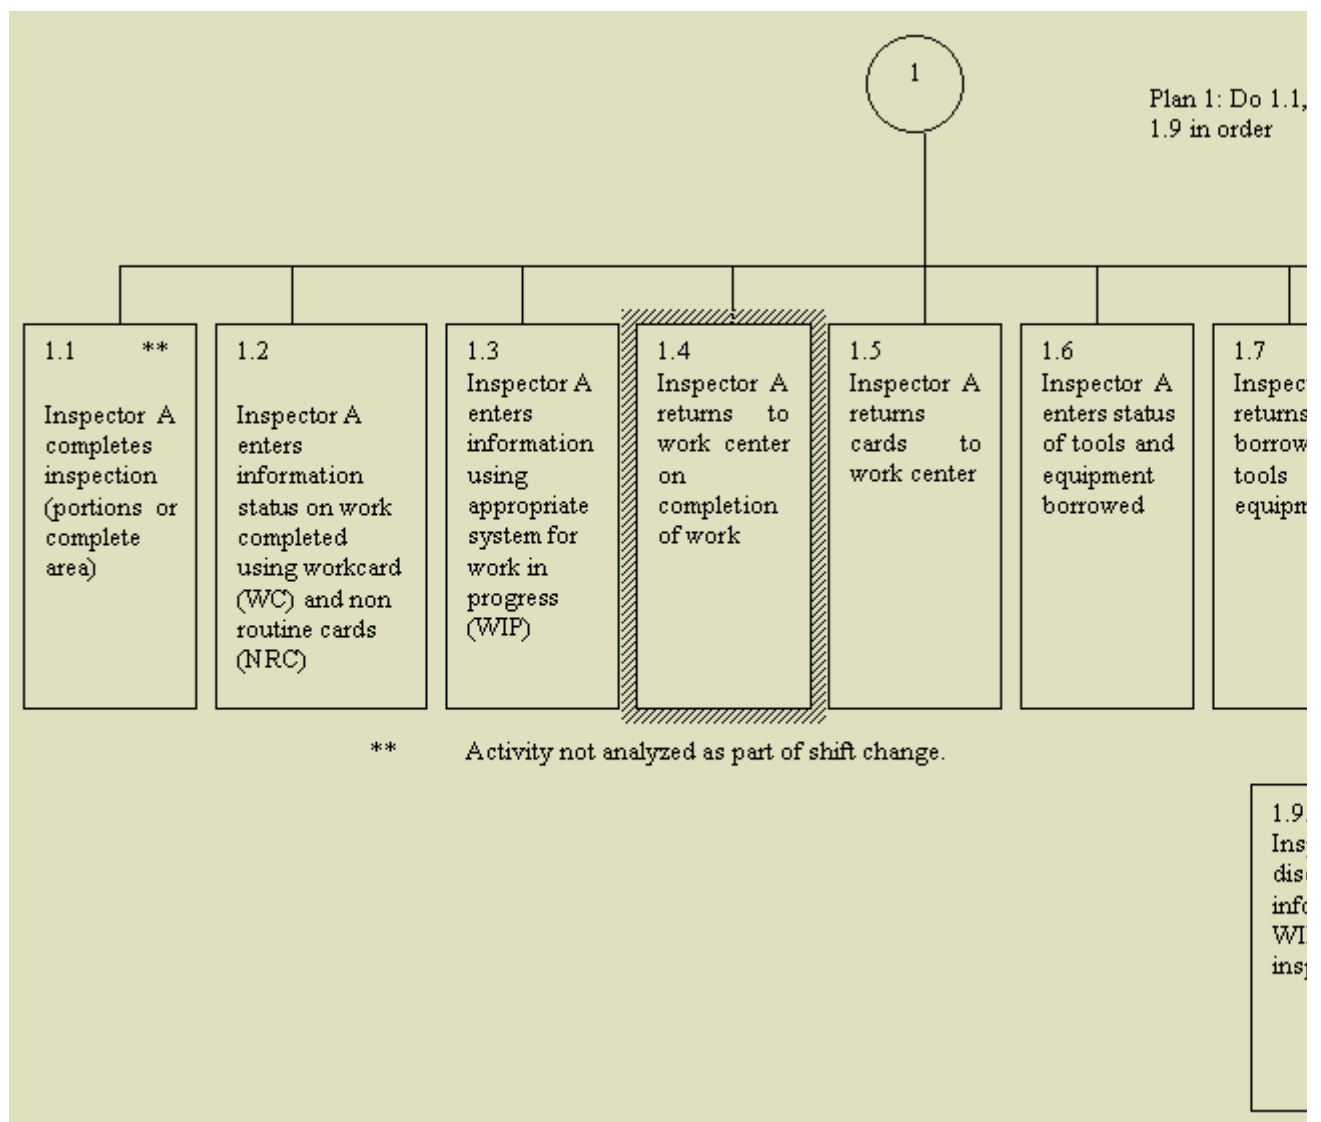 1
Plan 1: Do 1.1,
1.9 in order
1.1 **
Inspector A
completes
inspection
(portions or
complete
area)
1.2
Inspector A
enters
information
status on work
completed
using workcard
(WC) and non
routine cards
(NRC)
1.3
Inspector A
enters
information
using
appropriate
system for
work in
progress
(WIP)
1.4
Inspector A
returns to
work center
on
completion
of work
1.5
Inspector A
returns
cards to
work center
1.6
Inspector A
enters status
of tools and
equipment
borrowed
1.7
returns
tools
** Activity not analyzed as part of shift change.
1.9